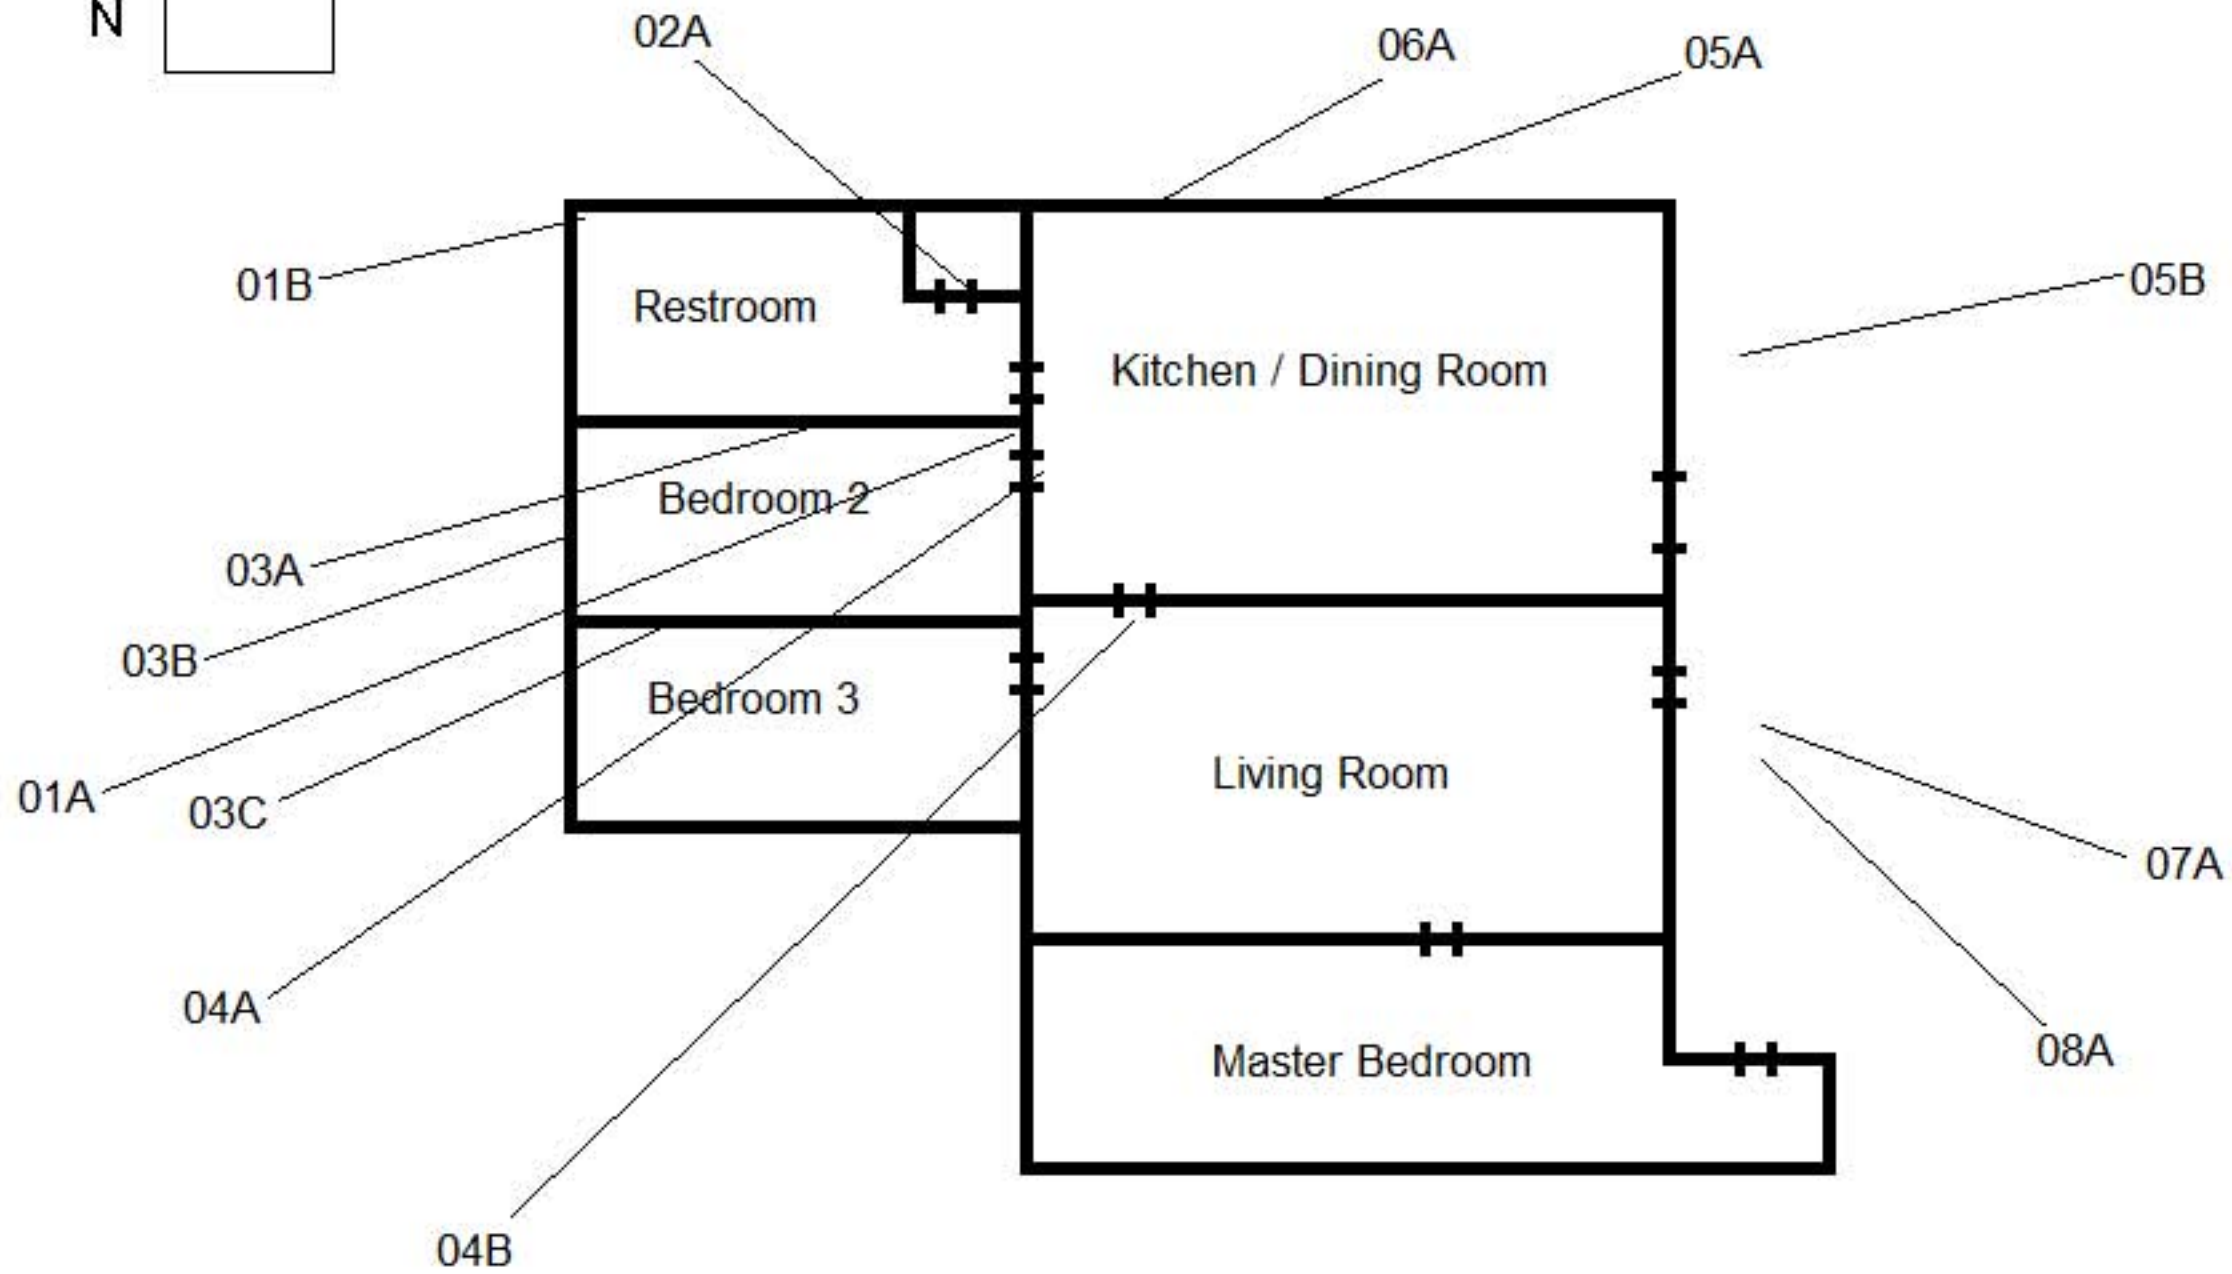 N
02A
06A
05A
01B
05B
Restroom
Kitchen / Dining Room
Bedroom 2
03A
03B
Bedroom 3
01A
03C
Living Room
07A
04A
08A
Master Bedroom
04B